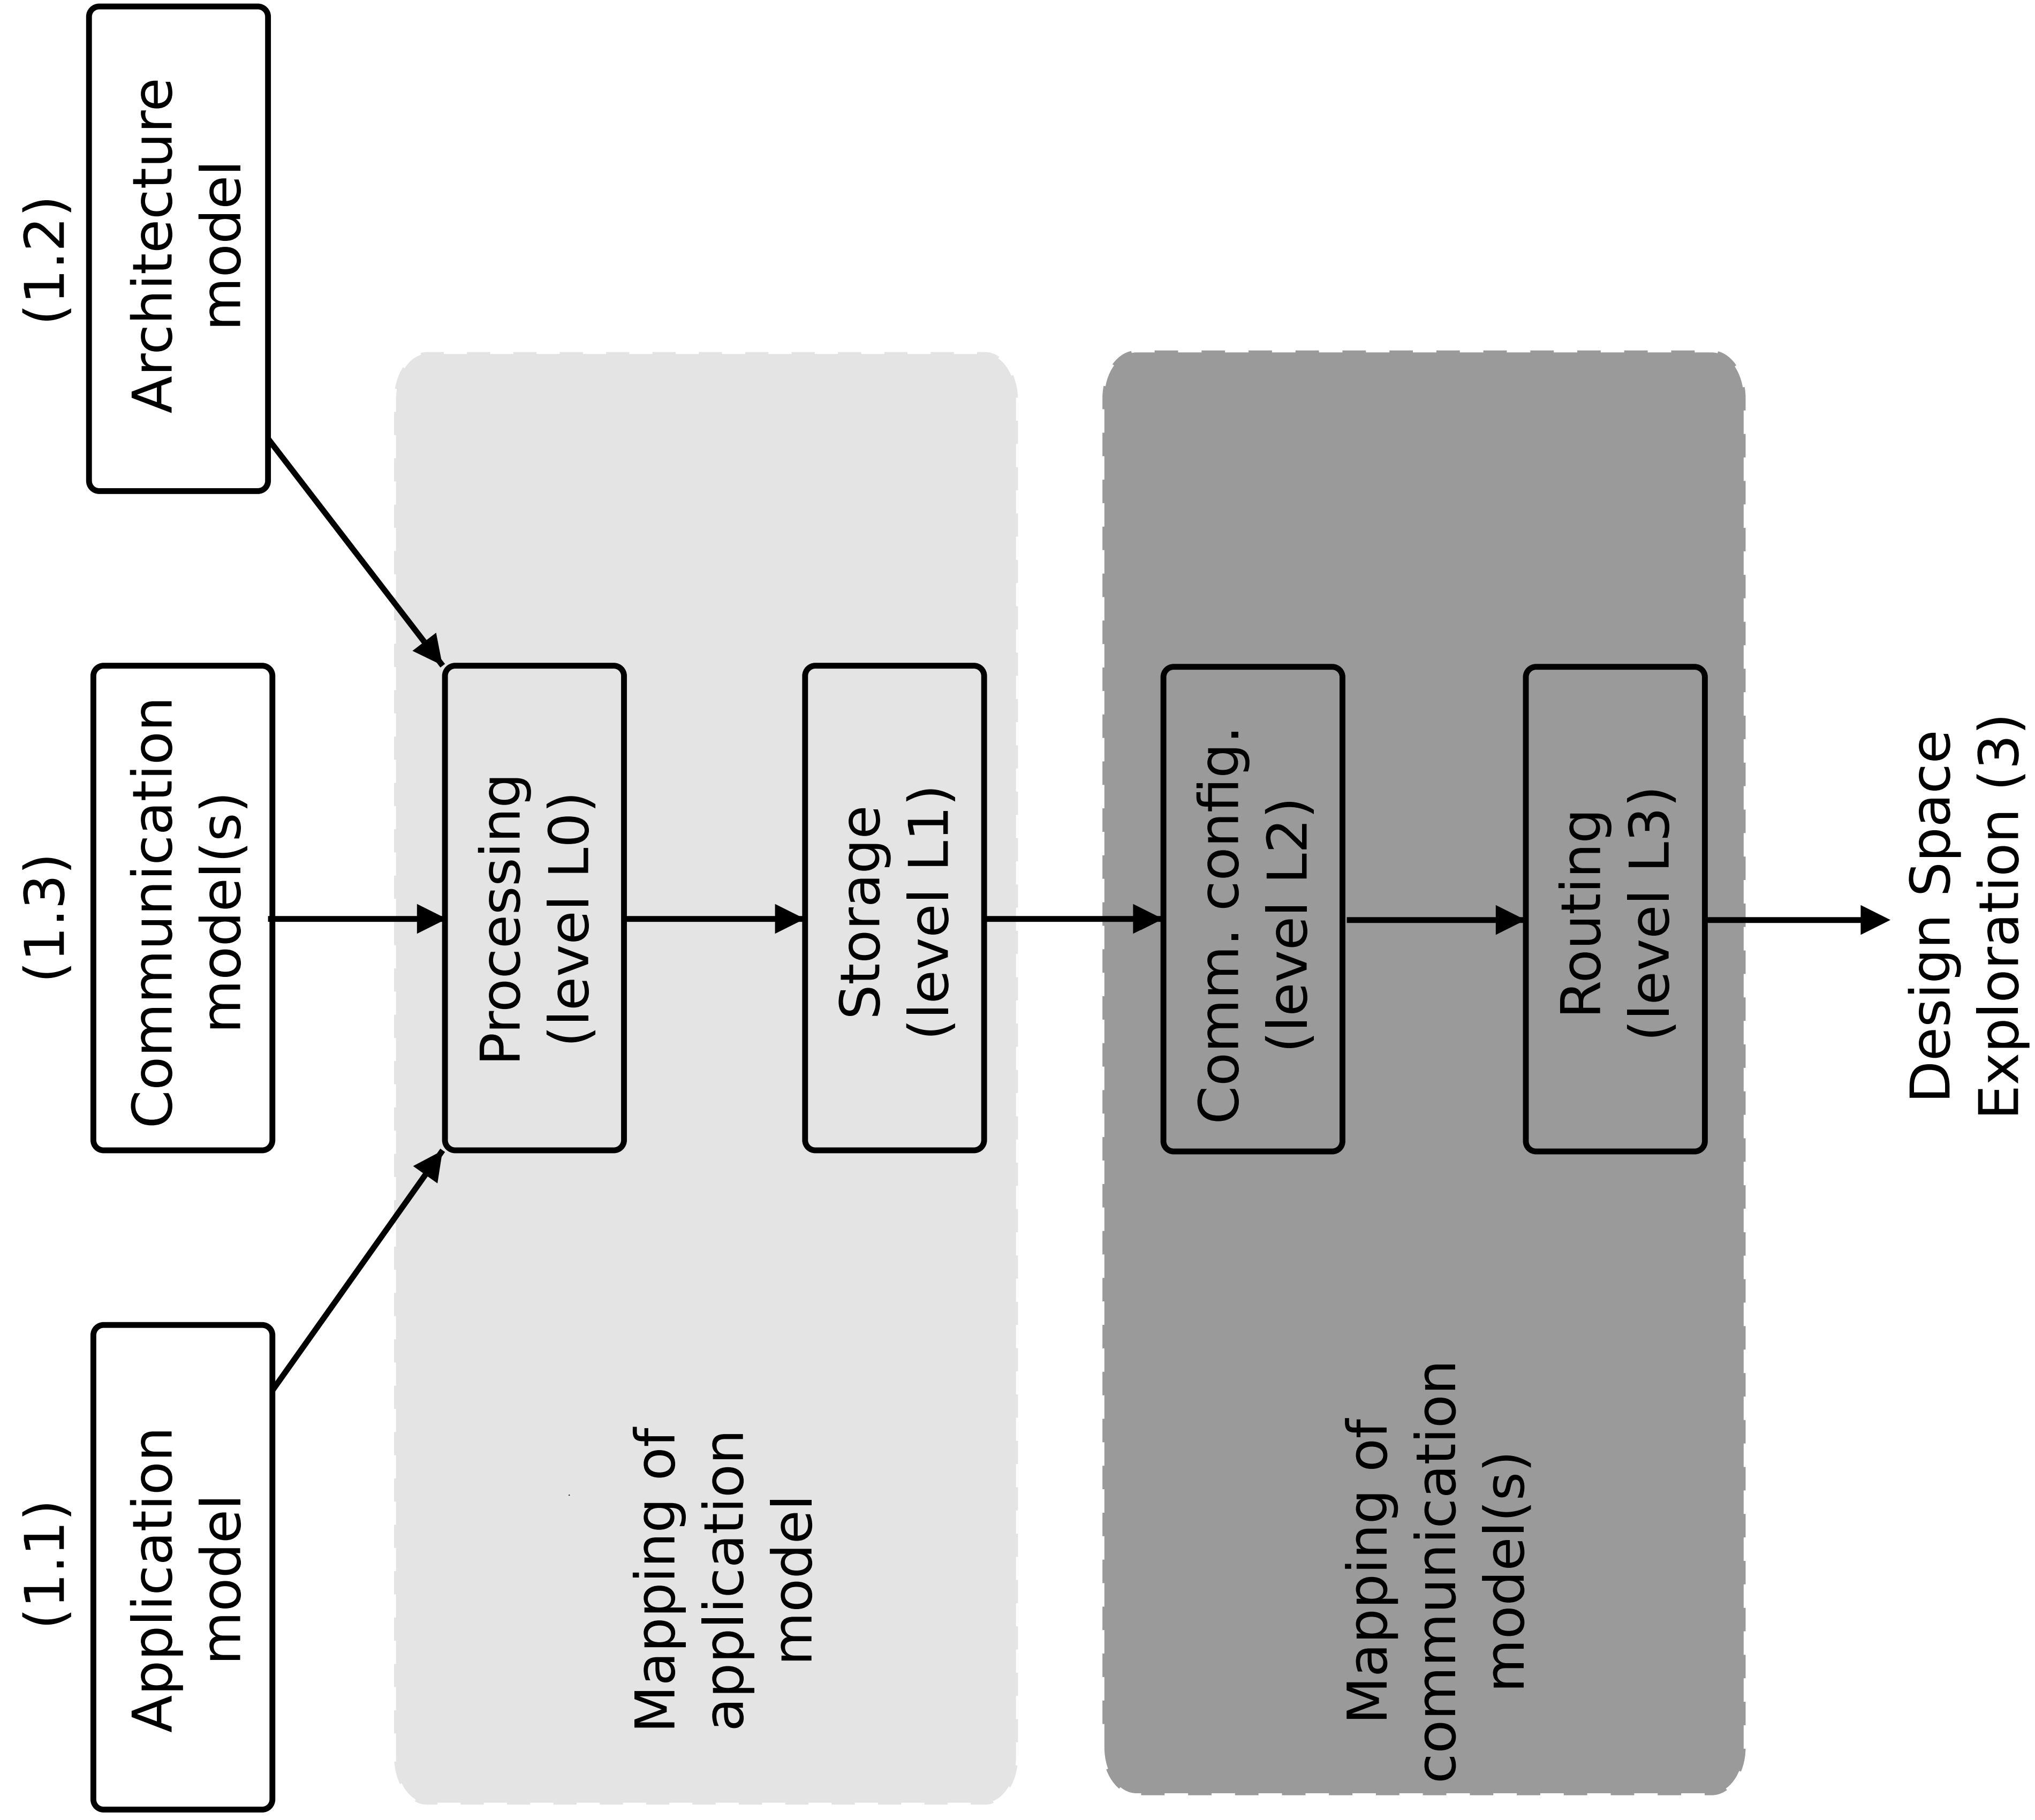 (1.1)
Application
model
(1.3)
Communication
model(s)
(1.2)
Architecture
model
Processing
(level L0)
Mapping of
application
model
Storage
(level L1)
Comm. config.
(level L2)
Mapping of
communication
model(s)
Routing
(level L3)
Design Space
Exploration (3)